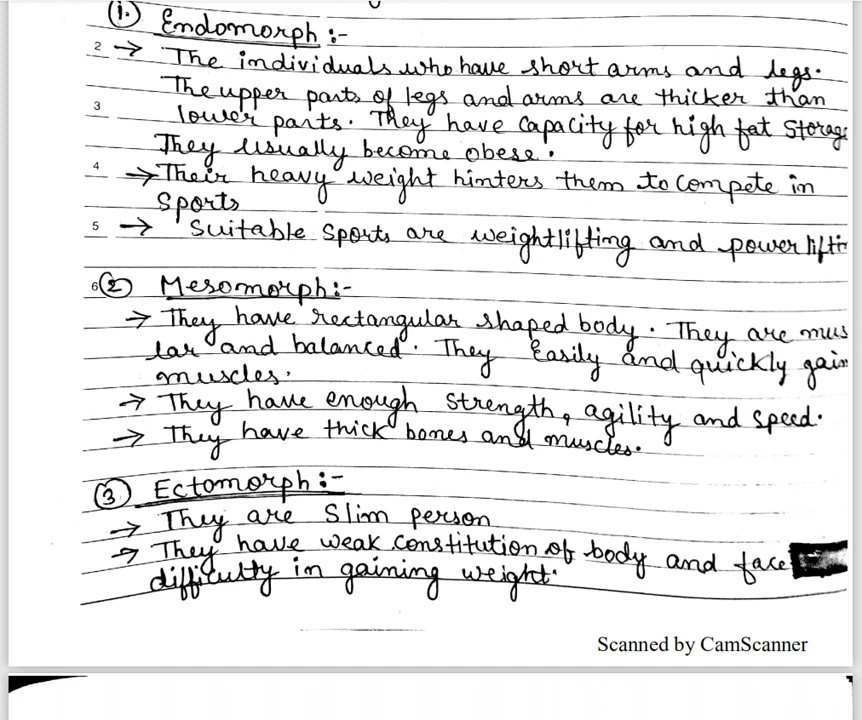 (1.) Endomorph :-
2 → The individuals who have short arms and legs.
The upper parts of legs and arms are thicker than
3 lower parts. They have capacity for high fat Storage
They usually become obese.
4 → Their heavy weight hinters them to compete in
Sports
5 → Suitable Sports are weightlifting and power liftin
6 (2) Mesomorph:-
→ They have rectangular shaped body. They are mus
lar and balanced. They Easily and quickly gain
muscles.
→ They have enough strength, agility and speed.
→ They have thick bones and muscles.
(3) Ectomorph :-
→ They are Slim person
→ They have weak constitution of body and face
difficulty in gaining weight.
Scanned by CamScanner